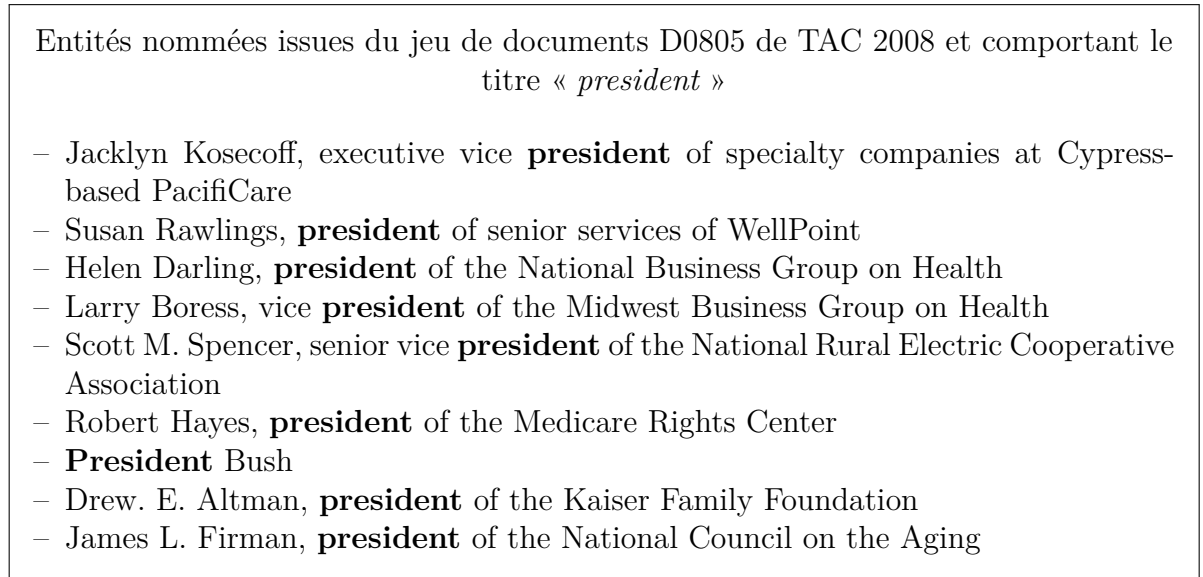 Entités nommées issues du jeu de documents D0805 de TAC 2008 et comportant le
titre « president »
– Jacklyn Kosecoff, executive vice president of specialty companies at Cypress-
based PacifiCare
– Susan Rawlings, president of senior services of WellPoint
– Helen Darling, president of the National Business Group on Health
– Larry Boress, vice president of the Midwest Business Group on Health
– Scott M. Spencer, senior vice president of the National Rural Electric Cooperative
Association
– Robert Hayes, president of the Medicare Rights Center
– President Bush
– Drew. E. Altman, president of the Kaiser Family Foundation
– James L. Firman, president of the National Council on the Aging